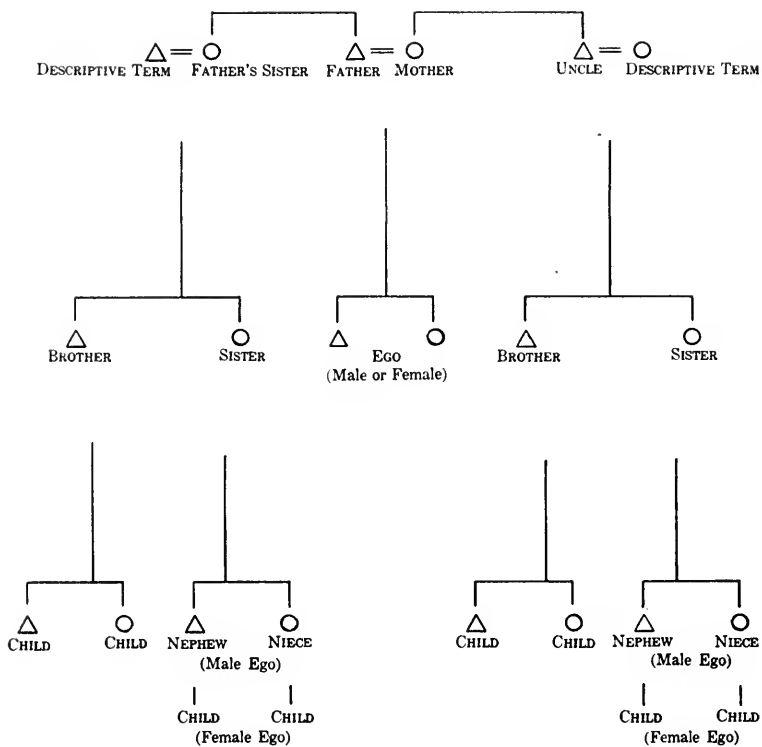 DESCRIPTIVE TERM FATHER'S SISTER FATHER MOTHER UNCLE DESCRIPTIVE TERM
BROTHER SISTER EGO BROTHER SISTER
(Male or Female)
CHILD CHILD NEPHEW NIECE CHILD CHILD NEPHEW NIECE
(Male Ego) (Male Ego)
CHILD CHILD CHILD CHILD
(Female Ego) (Female Ego)